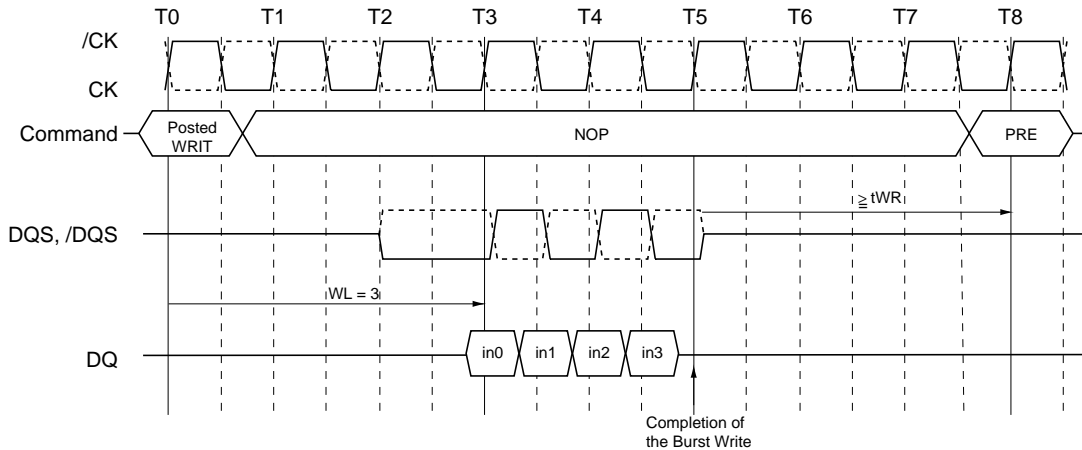 T0 T1 T2 T3 T4 T5 T6 T7 T8
/CK
CK
Command
Posted
WRIT
NOP
PRE
≧ tWR
DQS, /DQS
WL = 3
DQ
in0 in1 in2 in3
Completion of
the Burst Write